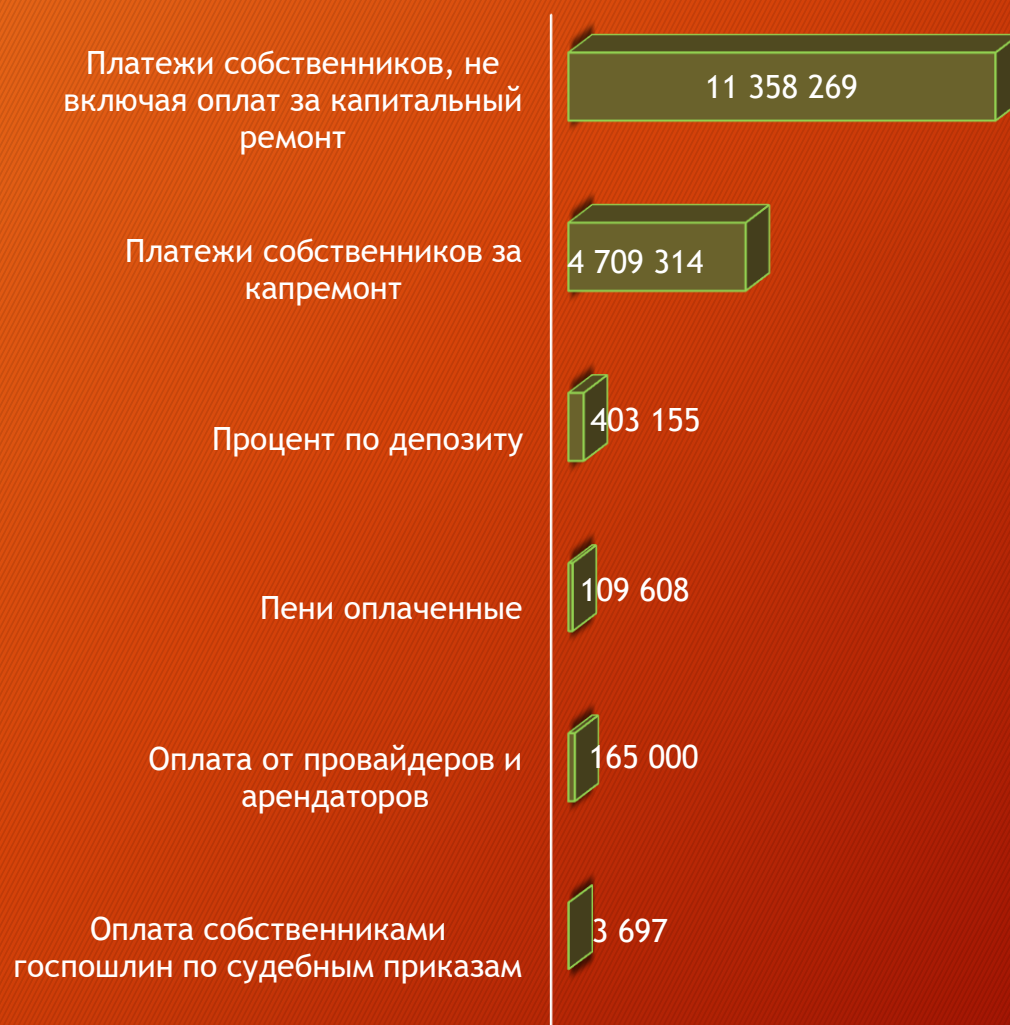 Платежи собственников, не
включая оплат за капитальный
ремонт
11 358 269
Платежи собственников за
капремонт
4 709 314
Процент по депозиту
403 155
Пени оплаченные
109 608
Оплата от провайдеров и
арендаторов
165 000
Оплата собственниками
госпошлин по судебным приказам
3 697